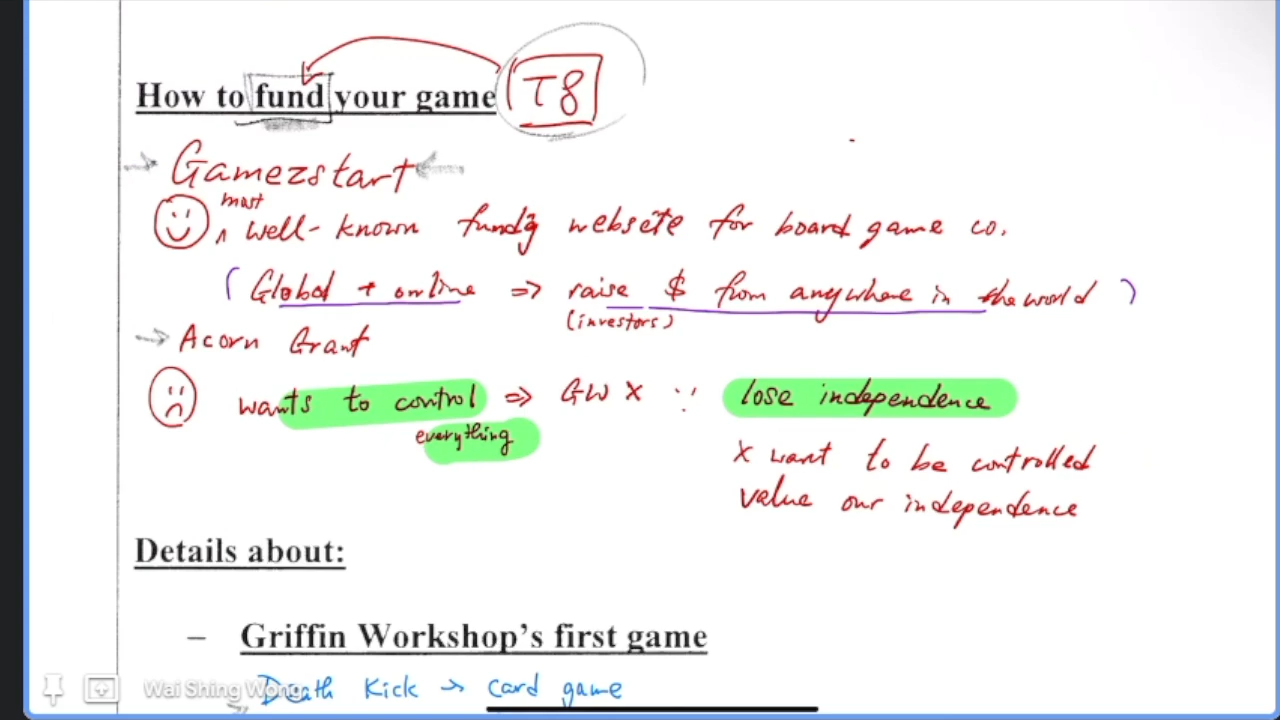 How to fund your game T8
Gamezstart
most
well-known fundg website for board game co.
(Global + online ⇒ raise $ from anywhere in the world)
(investors)
Acorn Grant
wants to control ⇒ GW X ∵ lose independence
everything
x want to be controlled
value our independence
Details about:
– Griffin Workshop's first game
Wai Shing Wong
Death Kick → card game